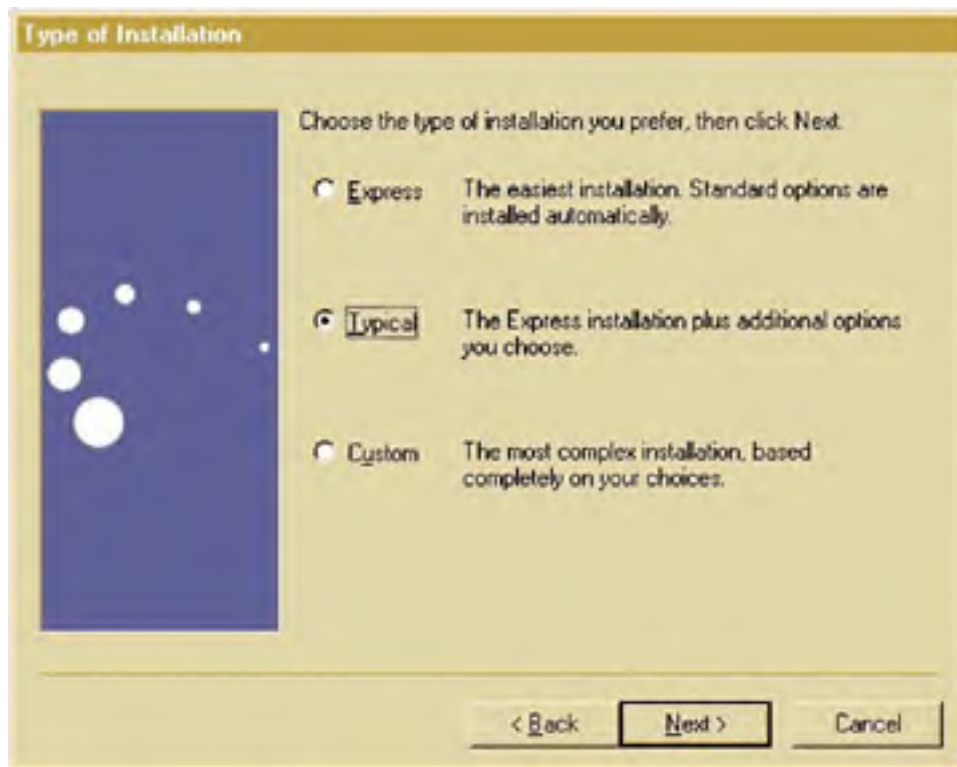 Type of Installation
Choose the type of installation you prefer, then click Next.
Express
The easiest installation. Standard options are
installed automatically.
Typical
The Express installation plus additional options
you choose.
Custom
The most complex installation, based
completely on your choices.
< Back
Next >
Cancel